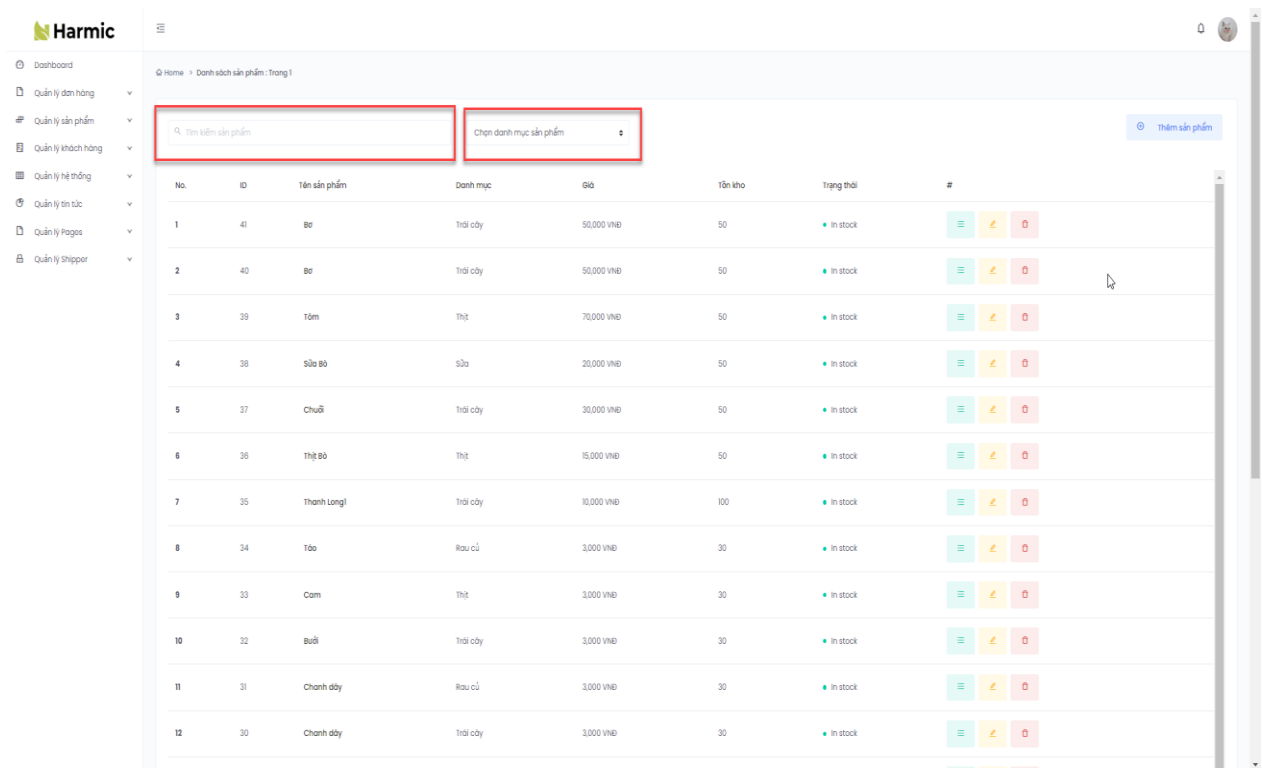 Harmic
Dashboard
Quản lý đơn hàng
Quản lý sản phẩm
Quản lý khách hàng
Quản lý hệ thống
Quản lý tin tức
Quản lý Pages
Quản lý Shipper
Home > Danh sách sản phẩm : Trang 1
Tìm kiếm sản phẩm
Chọn danh mục sản phẩm
Thêm sản phẩm
No. ID Tên sản phẩm Danh mục Giá Tồn kho Trạng thái #
1 41 Bơ Trái cây 50,000 VNĐ 50 In stock
2 40 Bơ Trái cây 50,000 VNĐ 50 In stock
3 39 Tôm Thịt 70,000 VNĐ 50 In stock
4 38 Sữa Bò Sữa 20,000 VNĐ 50 In stock
5 37 Chuối Trái cây 30,000 VNĐ 50 In stock
6 36 Thịt Bò Thịt 15,000 VNĐ 50 In stock
7 35 Thanh Long1 Trái cây 10,000 VNĐ 100 In stock
8 34 Táo Rau củ 3,000 VNĐ 30 In stock
9 33 Cam Thịt 3,000 VNĐ 30 In stock
10 32 Bưởi Trái cây 3,000 VNĐ 30 In stock
11 31 Chanh dây Rau củ 3,000 VNĐ 30 In stock
12 30 Chanh dây Trái cây 3,000 VNĐ 30 In stock